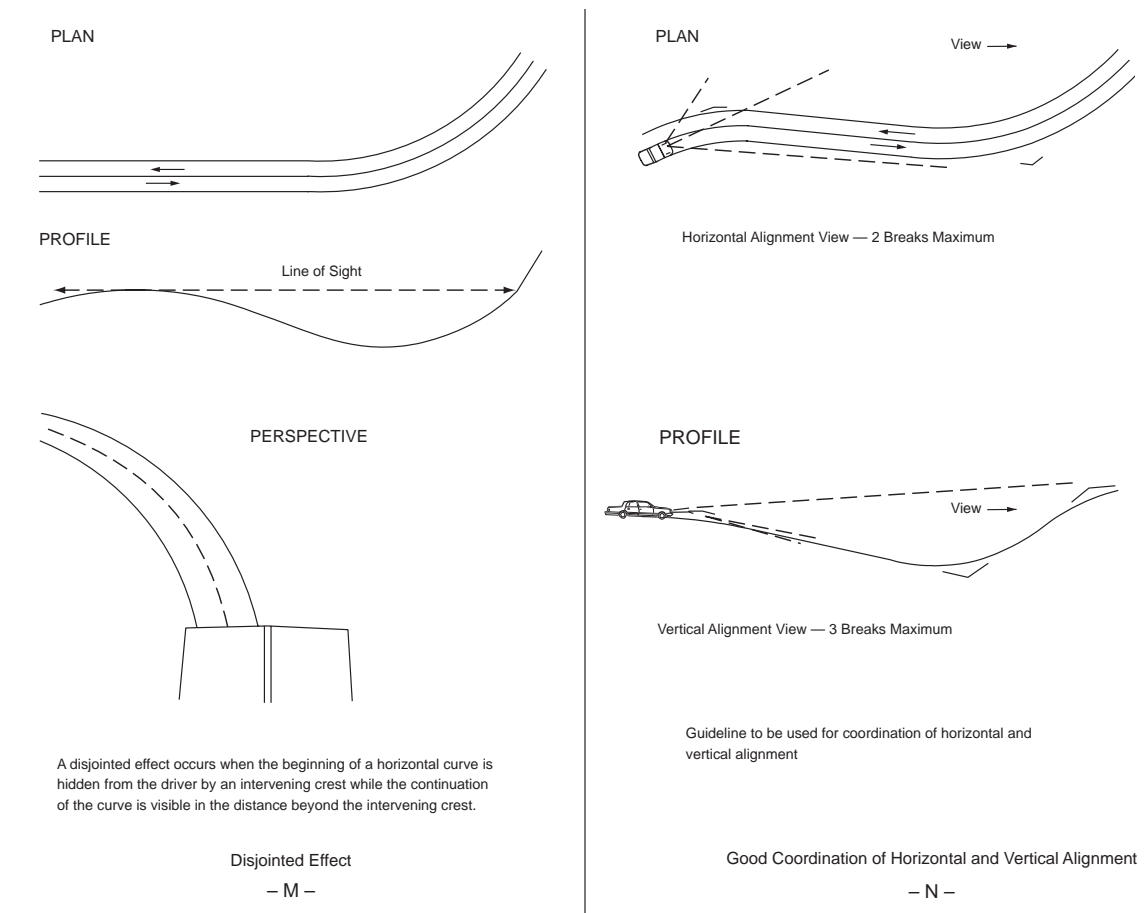 PLAN
PROFILE
Line of Sight
PERSPECTIVE
A disjointed effect occurs when the beginning of a horizontal curve is
hidden from the driver by an intervening crest while the continuation
of the curve is visible in the distance beyond the intervening crest.
Disjointed Effect
– M –
PLAN
View
Horizontal Alignment View — 2 Breaks Maximum
PROFILE
View
Vertical Alignment View — 3 Breaks Maximum
Guideline to be used for coordination of horizontal and
vertical alignment
Good Coordination of Horizontal and Vertical Alignment
– N –